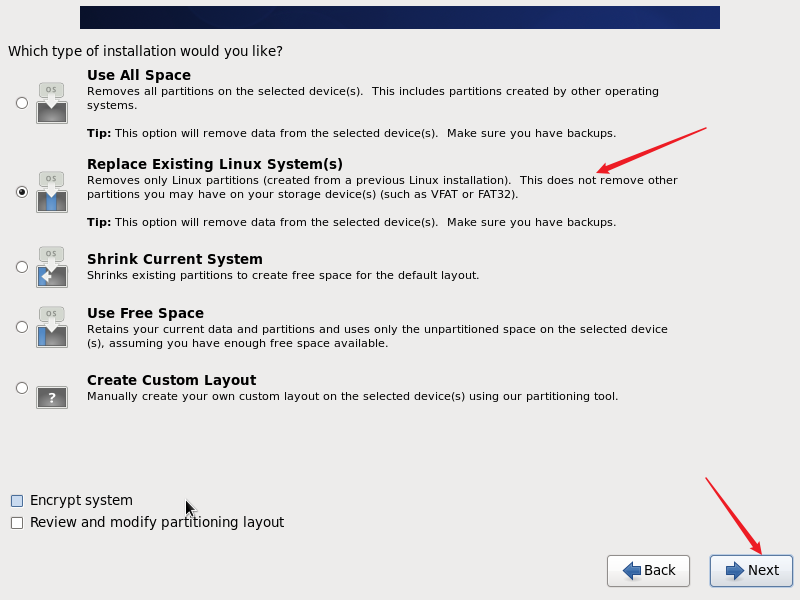 Which type of installation would you like?
OS
Use All Space
Removes all partitions on the selected device(s).  This includes partitions created by other operating
systems.
Tip: This option will remove data from the selected device(s).  Make sure you have backups.
OS
Replace Existing Linux System(s)
Removes only Linux partitions (created from a previous Linux installation).  This does not remove other
partitions you may have on your storage device(s) (such as VFAT or FAT32).
Tip: This option will remove data from the selected device(s).  Make sure you have backups.
OS
Shrink Current System
Shrinks existing partitions to create free space for the default layout.
OS
Use Free Space
Retains your current data and partitions and uses only the unpartitioned space on the selected device
(s), assuming you have enough free space available.
?
Create Custom Layout
Manually create your own custom layout on the selected device(s) using our partitioning tool.
Encrypt system
Review and modify partitioning layout
Back
Next